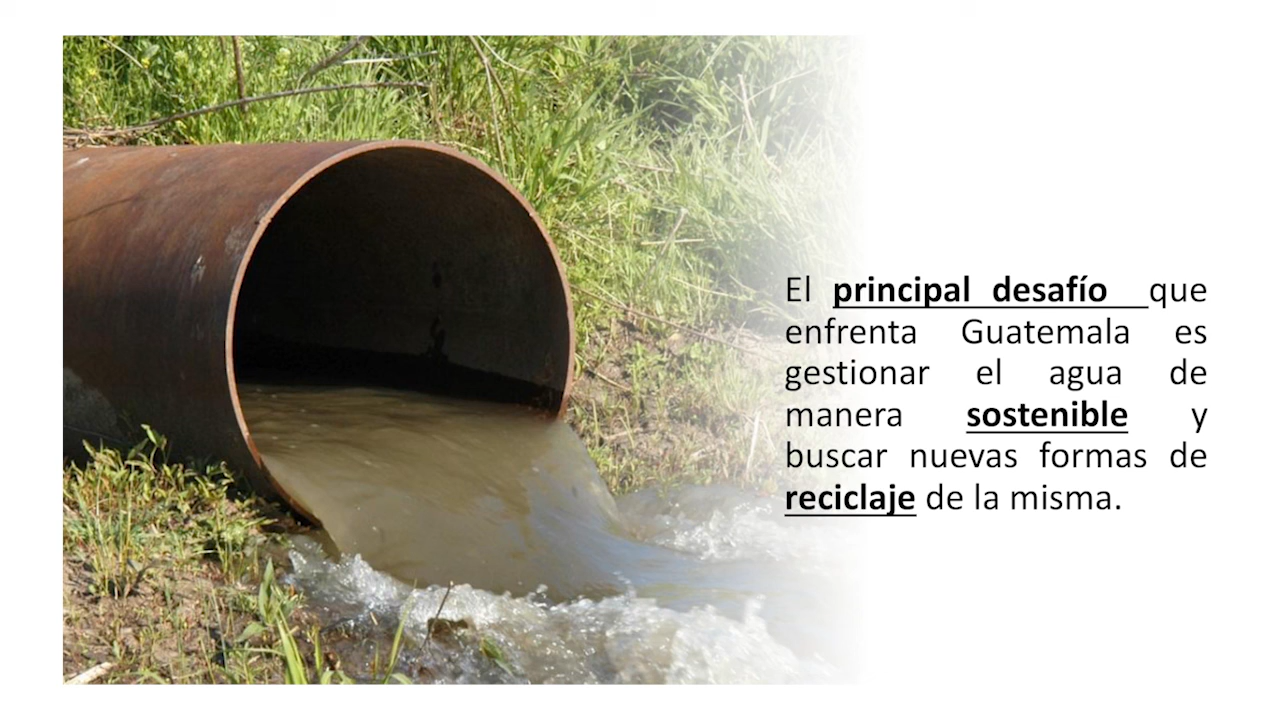 El principal desafío que
enfrenta Guatemala es
gestionar el agua de
manera sostenible y
buscar nuevas formas de
reciclaje de la misma.